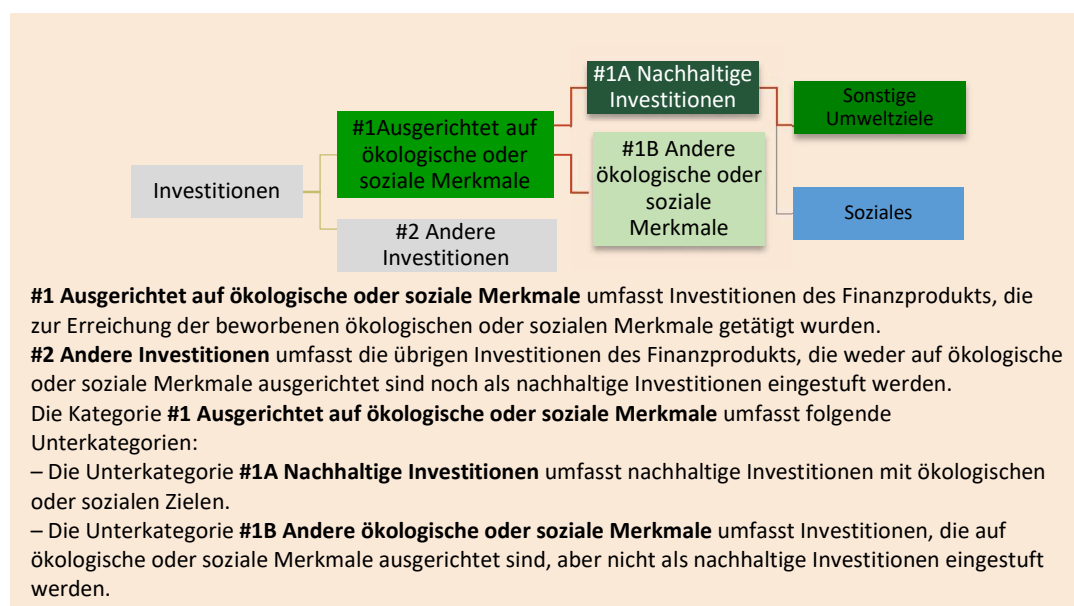 #1A Nachhaltige
Investitionen
Sonstige
Umweltziele
#1Ausgerichtet auf
ökologische oder
soziale Merkmale
#1B Andere
ökologische oder
soziale
Merkmale
Investitionen
Soziales
#2 Andere
Investitionen
#1 Ausgerichtet auf ökologische oder soziale Merkmale umfasst Investitionen des Finanzprodukts, die
zur Erreichung der beworbenen ökologischen oder sozialen Merkmale getätigt wurden.
#2 Andere Investitionen umfasst die übrigen Investitionen des Finanzprodukts, die weder auf ökologische
oder soziale Merkmale ausgerichtet sind noch als nachhaltige Investitionen eingestuft werden.
Die Kategorie #1 Ausgerichtet auf ökologische oder soziale Merkmale umfasst folgende
Unterkategorien:
– Die Unterkategorie #1A Nachhaltige Investitionen umfasst nachhaltige Investitionen mit ökologischen
oder sozialen Zielen.
– Die Unterkategorie #1B Andere ökologische oder soziale Merkmale umfasst Investitionen, die auf
ökologische oder soziale Merkmale ausgerichtet sind, aber nicht als nachhaltige Investitionen eingestuft
werden.